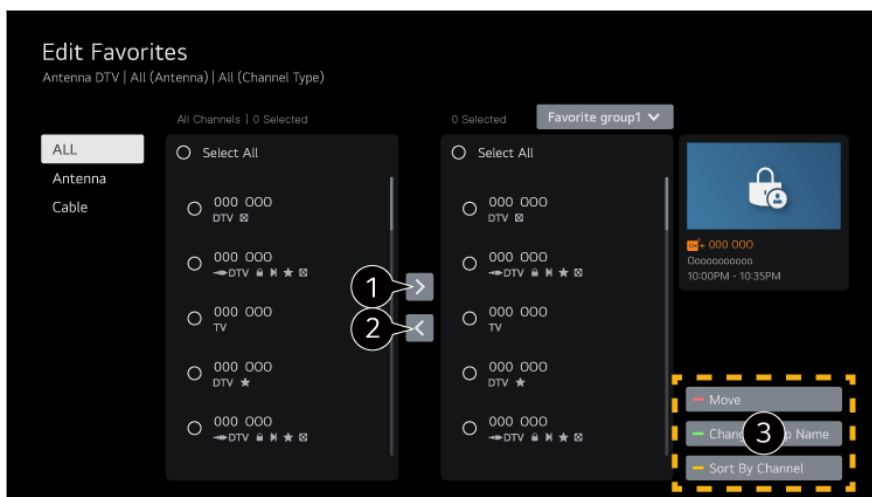 Edit Favorites
Antenna DTV | All (Antenna) | All (Channel Type)
All Channels | 0 Selected
0 Selected
Favorite group1
ALL
Antenna
Cable
Select All
000 000
DTV
000 000
DTV
000 000
TV
000 000
DTV
000 000
DTV
1
2
Select All
000 000
DTV
000 000
DTV
000 000
TV
000 000
DTV
000 000
DTV
000 000
Oooooooooo
10:00PM - 10:35PM
Move
3
Name
Sort By Channel